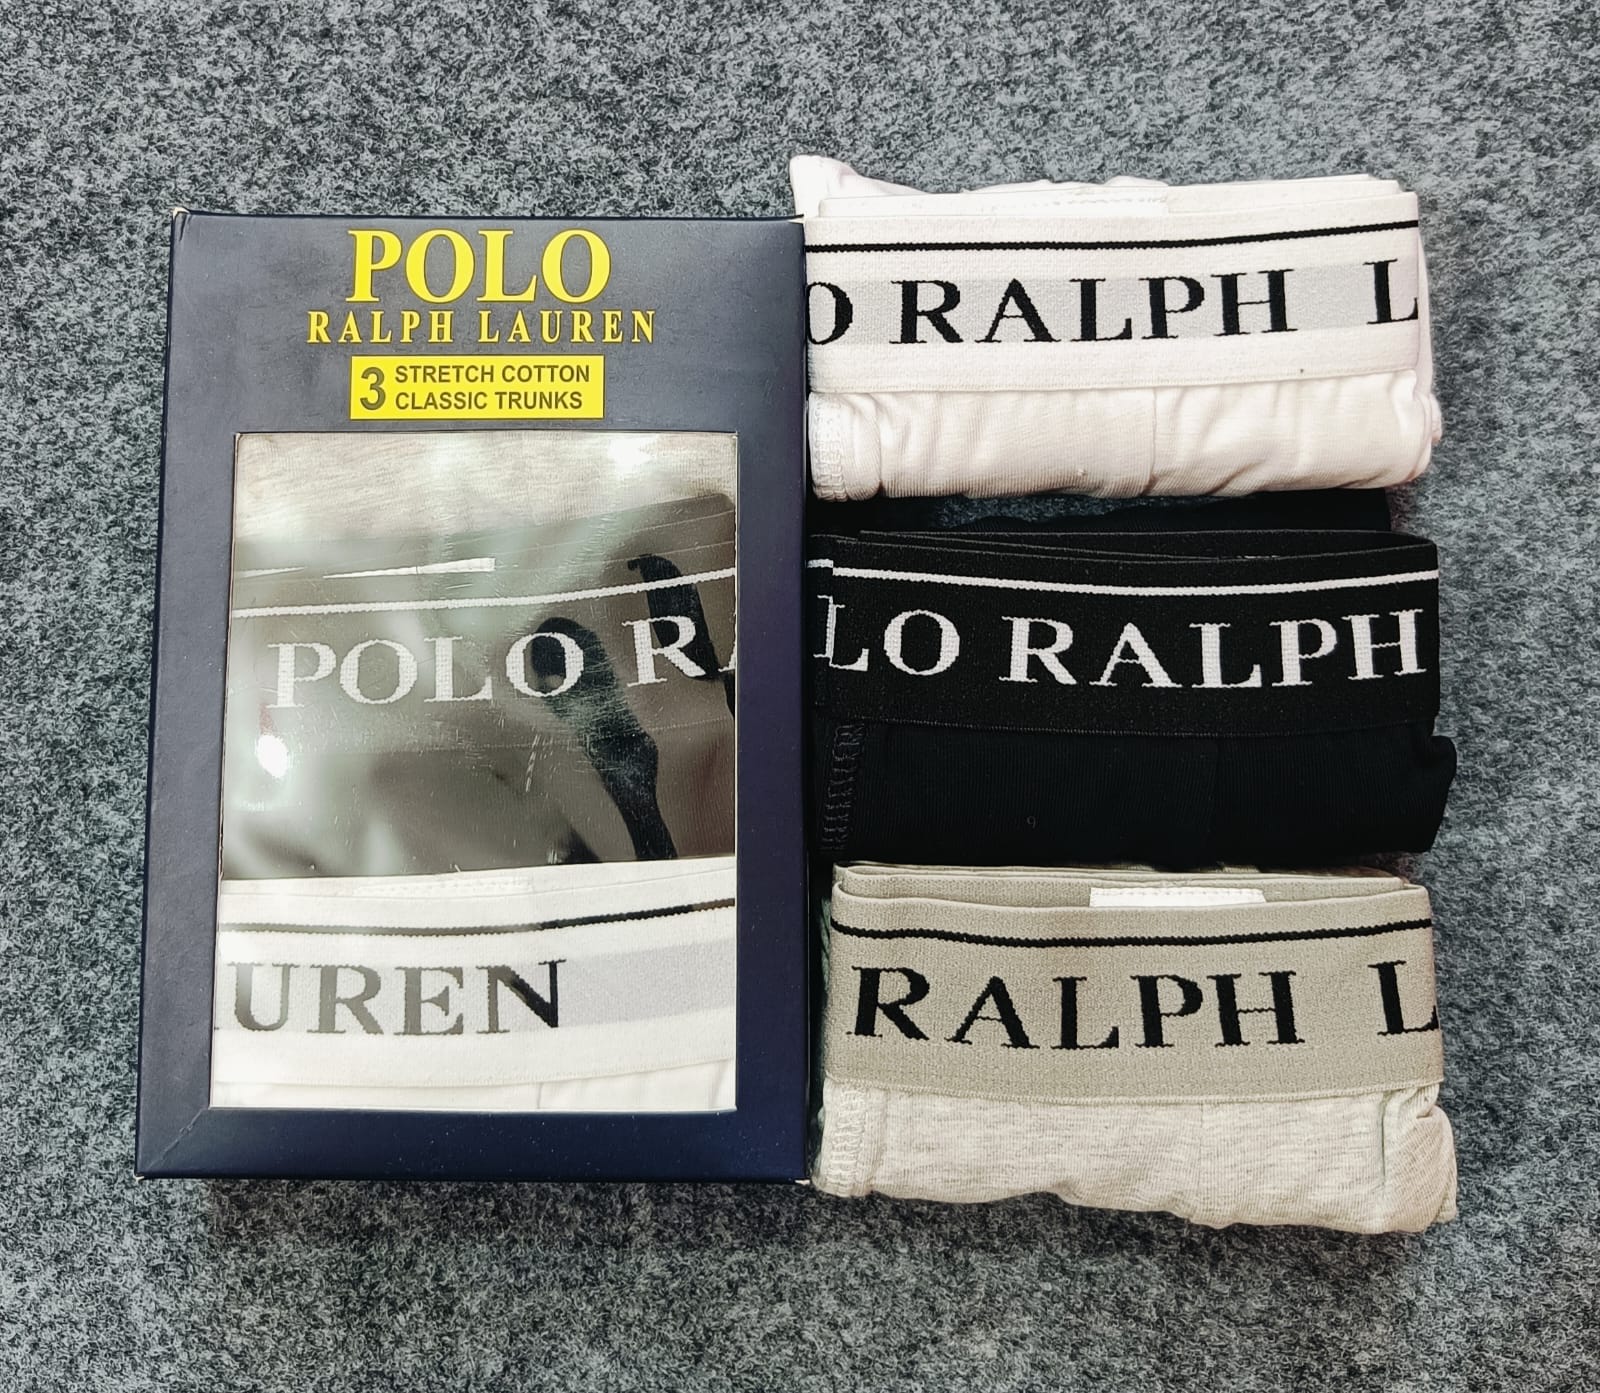 POLO
RALPH LAUREN
3 STRETCH COTTON
CLASSIC TRUNKS
POLO RA
UREN
O RALPH L
LO RALPH
RALPH L